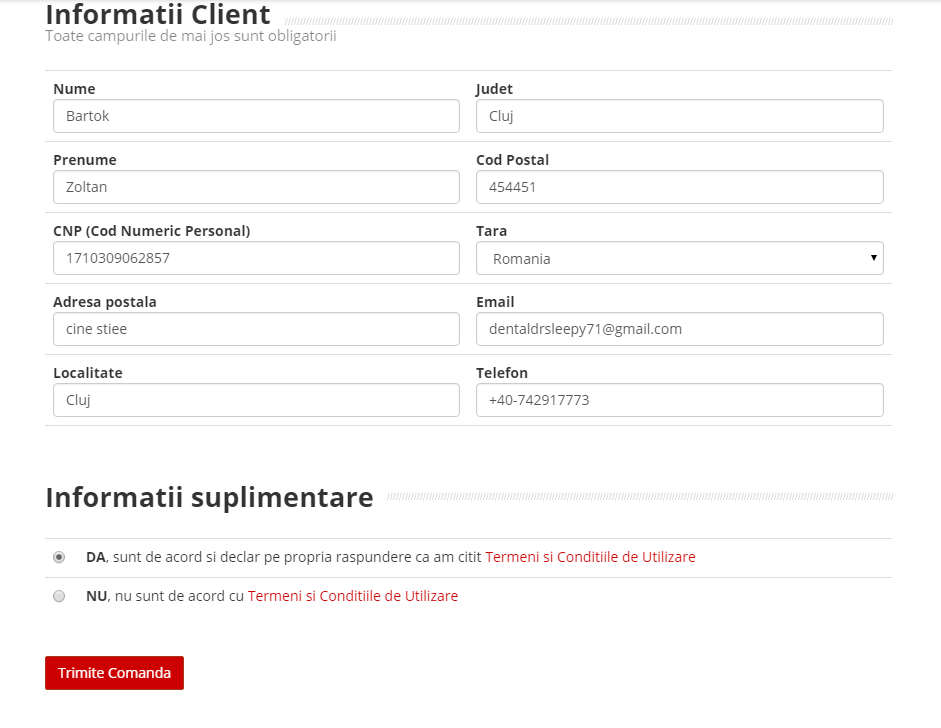 Informatii Client
Toate campurile de mai jos sunt obligatorii
Nume
Bartok
Judet
Cluj
Prenume
Zoltan
Cod Postal
454451
CNP (Cod Numeric Personal)
1710309062857
Tara
Romania
Adresa postala
cine stiee
Email
dentaldrsleepy71@gmail.com
Localitate
Cluj
Telefon
+40-742917773
Informatii suplimentare
DA, sunt de acord si declar pe propria raspundere ca am citit Termeni si Conditiile de Utilizare
NU, nu sunt de acord cu Termeni si Conditiile de Utilizare
Trimite Comanda